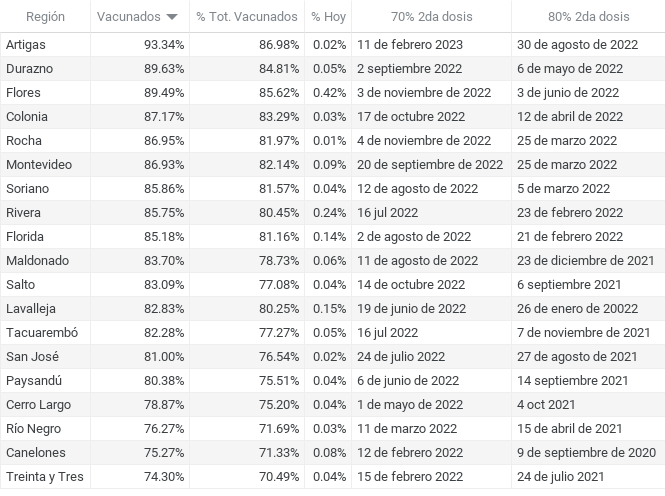 Región Vacunados % Tot. Vacunados % Hoy 70% 2da dosis 80% 2da dosis
Artigas 93.34% 86.98% 0.02% 11 de febrero 2023 30 de agosto de 2022
Durazno 89.63% 84.81% 0.05% 2 septiembre 2022 6 de mayo de 2022
Flores 89.49% 85.62% 0.42% 3 de noviembre de 2022 3 de junio de 2022
Colonia 87.17% 83.29% 0.03% 17 de octubre 2022 12 de abril de 2022
Rocha 86.95% 81.97% 0.01% 4 de noviembre de 2022 25 de marzo 2022
Montevideo 86.93% 82.14% 0.09% 20 de septiembre de 2022 25 de marzo 2022
Soriano 85.86% 81.57% 0.04% 12 de agosto de 2022 5 de marzo 2022
Rivera 85.75% 80.45% 0.24% 16 jul 2022 23 de febrero 2022
Florida 85.18% 81.16% 0.14% 2 de agosto de 2022 21 de febrero 2022
Maldonado 83.70% 78.73% 0.06% 11 de agosto de 2022 23 de diciembre de 2021
Salto 83.09% 77.08% 0.04% 14 de octubre 2022 6 septiembre 2021
Lavalleja 82.83% 80.25% 0.15% 19 de junio de 2022 26 de enero de 20022
Tacuarembó 82.28% 77.27% 0.05% 16 jul 2022 7 de noviembre de 2021
San José 81.00% 76.54% 0.02% 24 de julio 2022 27 de agosto de 2021
Paysandú 80.38% 75.51% 0.04% 6 de junio de 2022 14 septiembre 2021
Cerro Largo 78.87% 75.20% 0.04% 1 de mayo de 2022 4 oct 2021
Río Negro 76.27% 71.69% 0.03% 11 de marzo 2022 15 de abril de 2021
Canelones 75.27% 71.33% 0.08% 12 de febrero 2022 9 de septiembre de 2020
Treinta y Tres 74.30% 70.49% 0.04% 15 de febrero 2022 24 de julio 2021